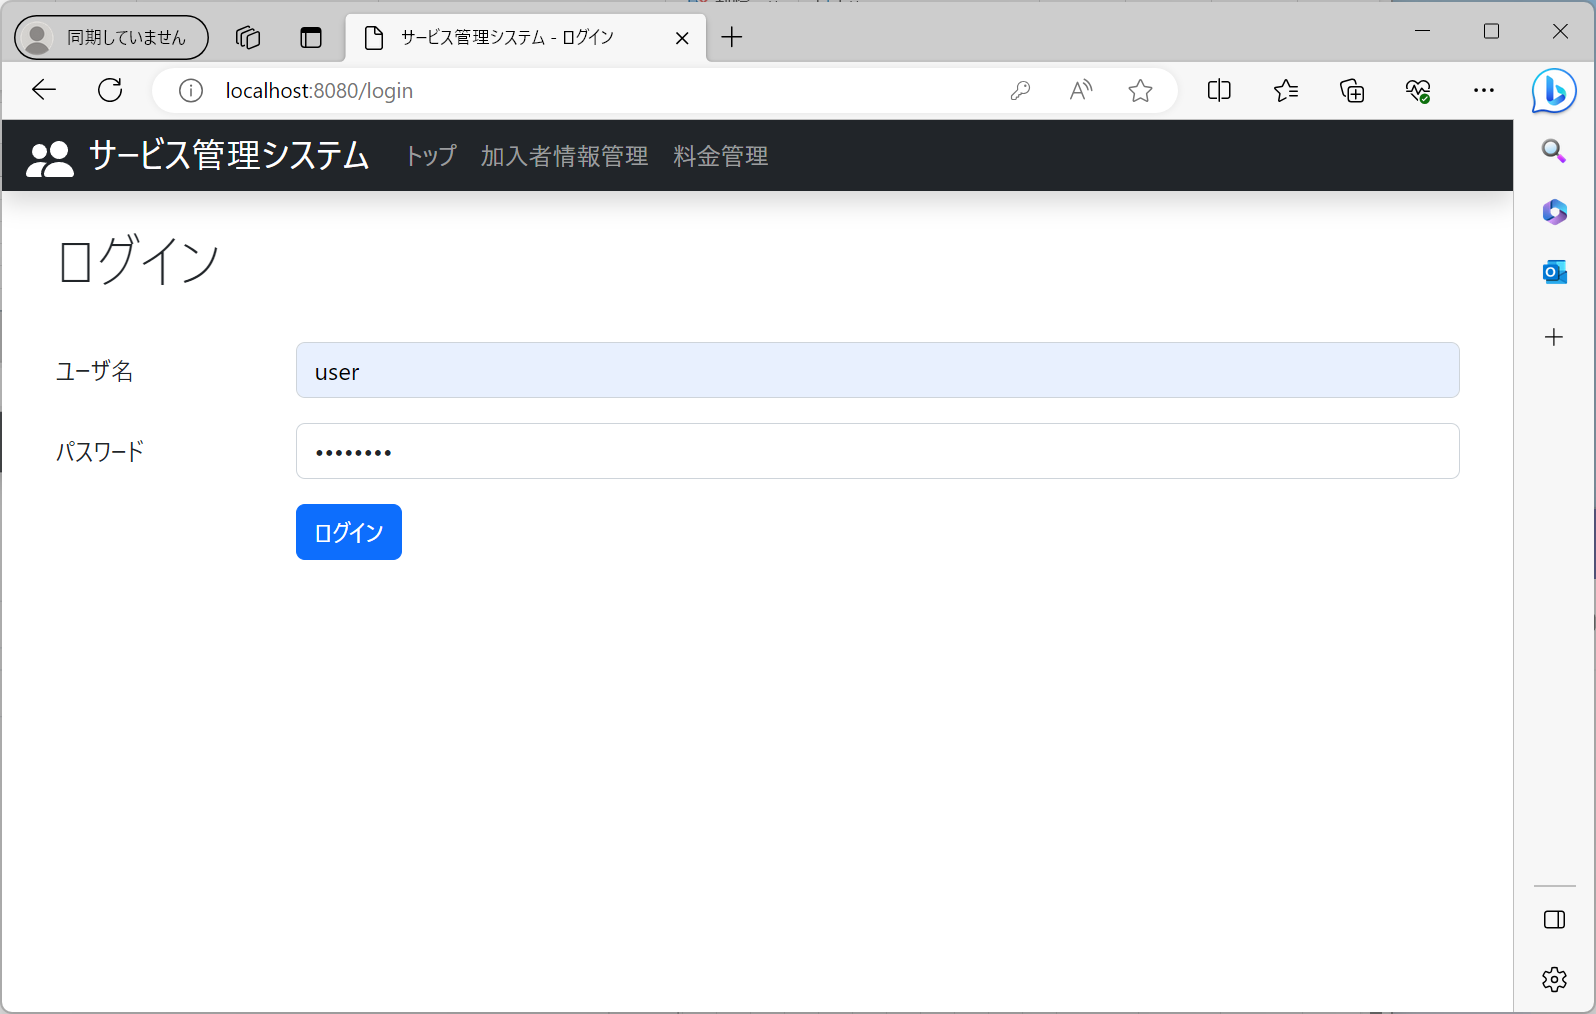 同期していません
サービス管理システム - ログイン
localhost:8080/login
サービス管理システム トップ 加入者情報管理 料金管理
ログイン
ユーザ名 user
パスワード ••••••••
ログイン